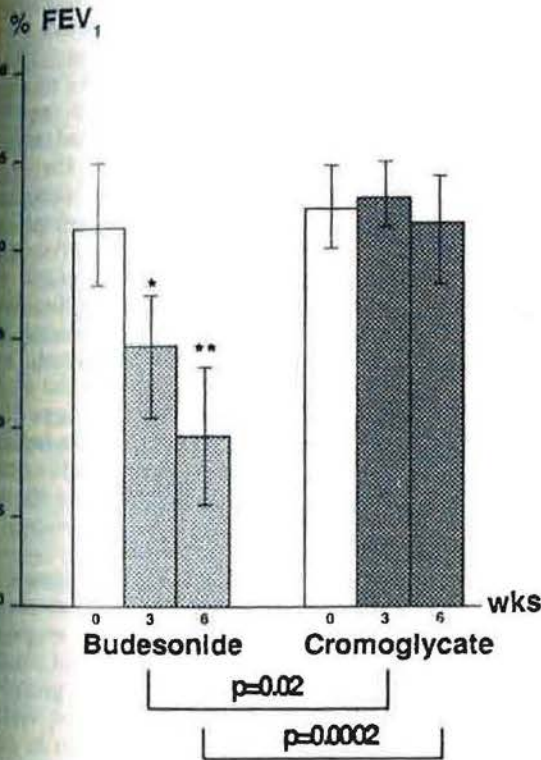 % FEV₁
*
**
0 3 6 0 3 6 wks
Budesonide Cromoglycate
p=0.02
p=0.0002